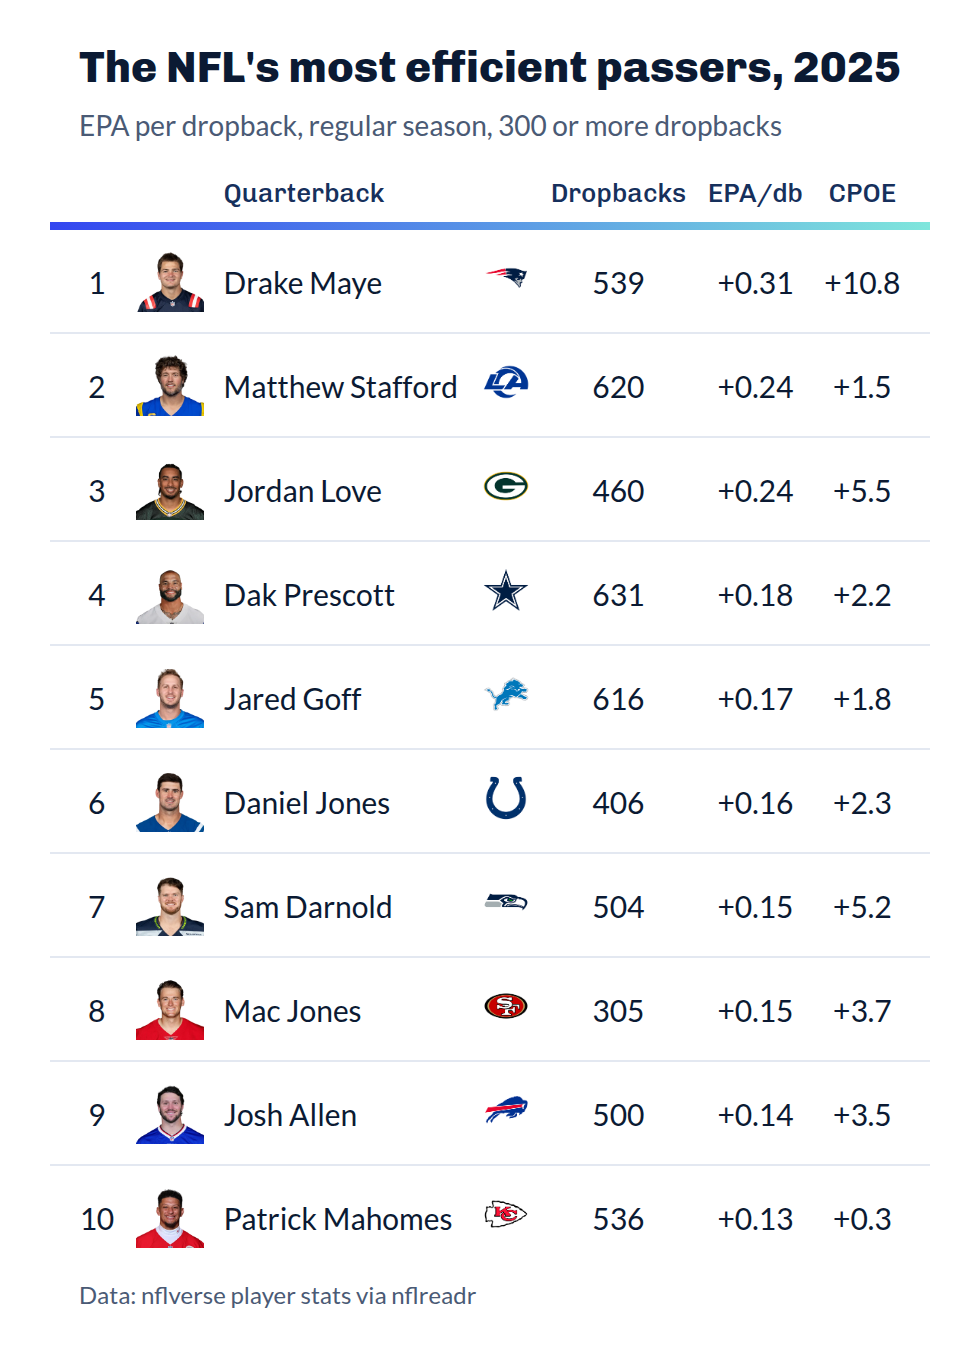 The NFL's most efficient passers, 2025
EPA per dropback, regular season, 300 or more dropbacks
Quarterback Dropbacks EPA/db CPOE
1 Drake Maye 539 +0.31 +10.8
2 Matthew Stafford LA 620 +0.24 +1.5
3 Jordan Love G 460 +0.24 +5.5
4 Dak Prescott 631 +0.18 +2.2
5 Jared Goff 616 +0.17 +1.8
6 Daniel Jones 406 +0.16 +2.3
7 Sam Darnold 504 +0.15 +5.2
8 Mac Jones SF 305 +0.15 +3.7
9 Josh Allen 500 +0.14 +3.5
10 Patrick Mahomes KC 536 +0.13 +0.3
Data: nflverse player stats via nflreadr